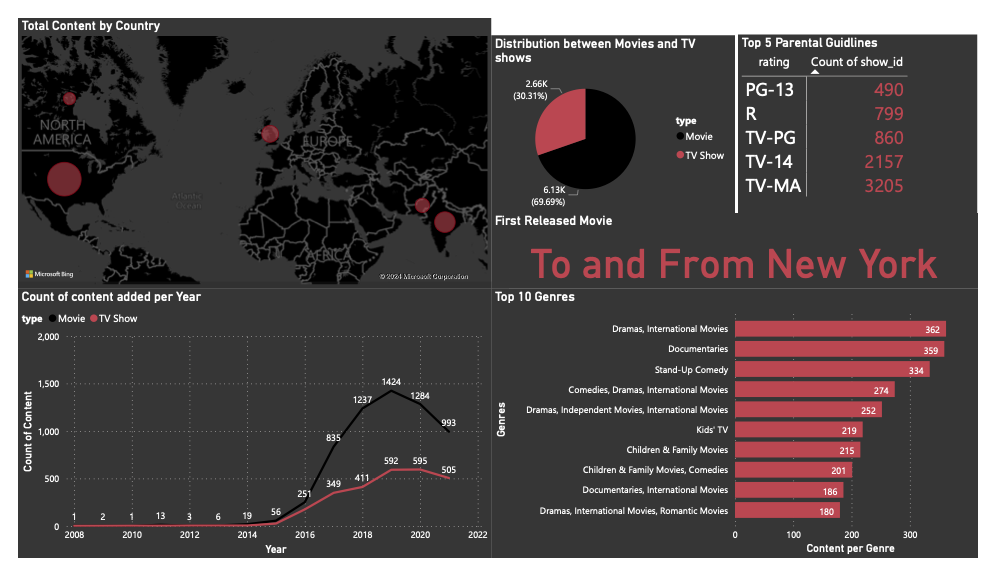 Total Content by Country
NORTH
AMERICA
EUROPE
Atlantic
Ocean
AFRICA
Microsoft Bing
© 2024 Microsoft Corporation
Distribution between Movies and TV
shows
2.66K
(30.31%)
6.13K
(69.69%)
type
Movie
TV Show
Top 5 Parental Guidlines
rating Count of show_id
PG-13 490
R 799
TV-PG 860
TV-14 2157
TV-MA 3205
First Released Movie
To and From New York
Count of content added per Year
type Movie TV Show
Count of Content
2,000
1,500
1,000
500
0
1 2 1 13 3 6 19 56 251 835 1237 1424 1284 993
349 411 592 595 505
2008 2010 2012 2014 2016 2018 2020 2022
Year
Top 10 Genres
Genres
Dramas, International Movies 362
Documentaries 359
Stand-Up Comedy 334
Comedies, Dramas, International Movies 274
Dramas, Independent Movies, International Movies 252
Kids' TV 219
Children & Family Movies 215
Children & Family Movies, Comedies 201
Documentaries, International Movies 186
Dramas, International Movies, Romantic Movies 180
0 100 200 300
Content per Genre